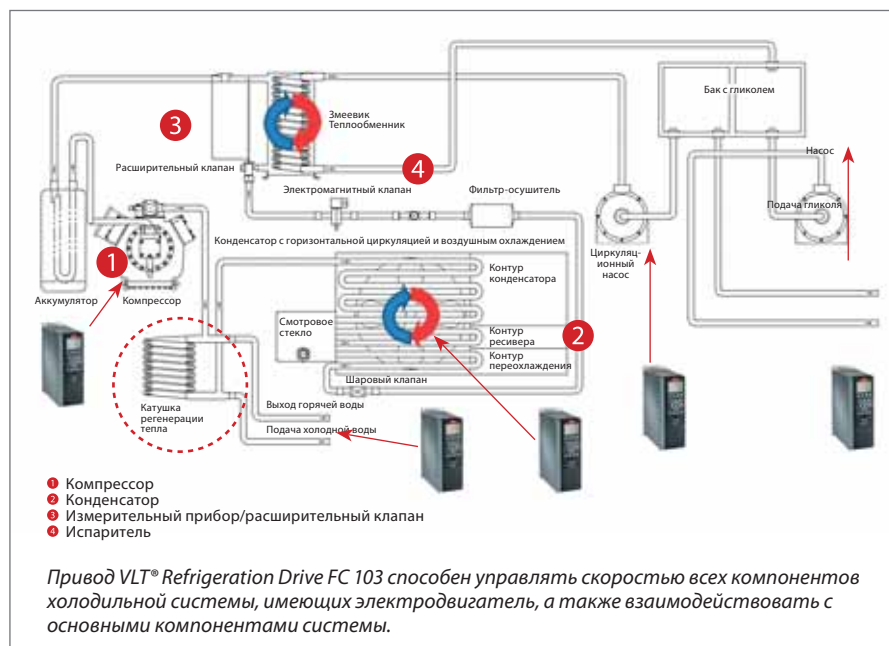 Бак с гликолем
Змеевик
Теплообменник
3
Насос
Расширительный клапан
4
Электромагнитный клапан
Фильтр-осушитель
Подача гликоля
Конденсатор с горизонтальной циркуляцией и воздушным охлаждением
Циркуляц-
ионный
насос
1
Контур
конденсатора
Аккумулятор
Компрессор
Смотровое
стекло
Контур
ресивера
2
Контур
переохлаждения
Шаровый клапан
Катушка
регенерации
тепла
Выход горячей воды
Подача холодной воды
1 Компрессор
2 Конденсатор
3 Измерительный прибор/расширительный клапан
4 Испаритель
Привод VLT® Refrigeration Drive FC 103 способен управлять скоростью всех компонентов
холодильной системы, имеющих электродвигатель, а также взаимодействовать с
основными компонентами системы.